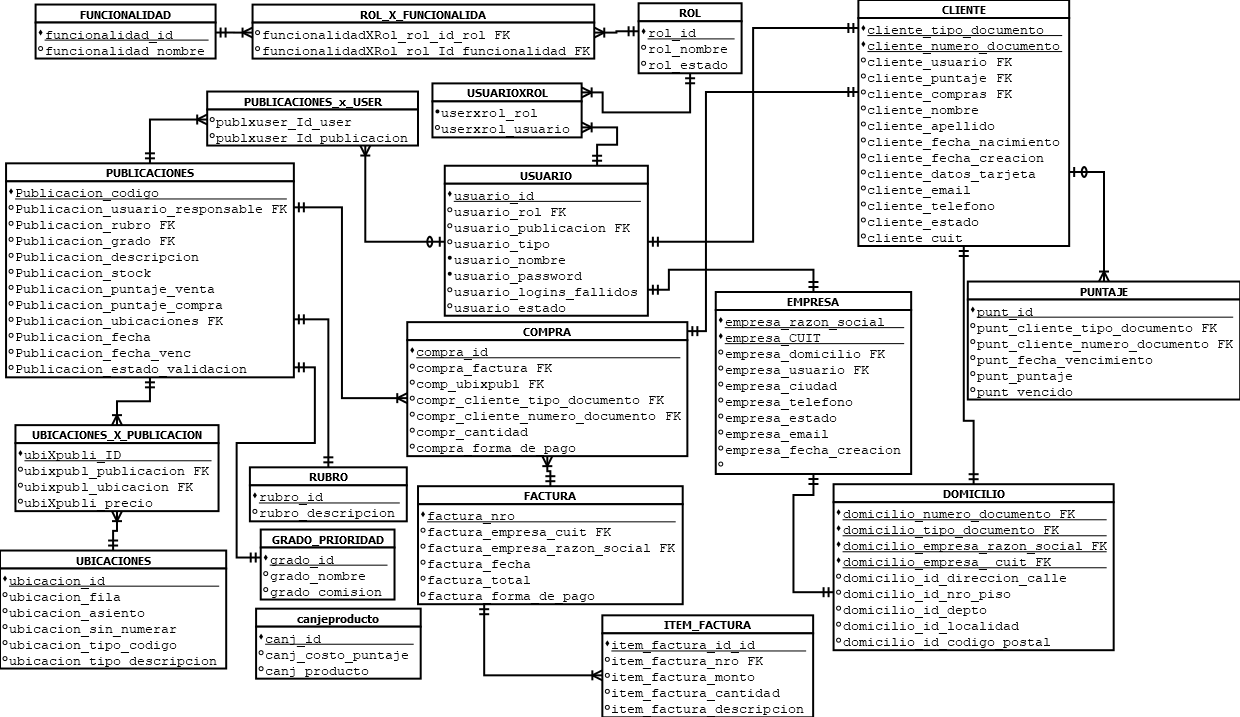 FUNCIONALIDAD
funcionalidad_id
funcionalidad_nombre
ROL_X_FUNCIONALIDA
funcionalidadXRol_rol_id_rol FK
funcionalidadXRol_rol_Id_funcionalidad FK
ROL
rol_id
rol_nombre
rol_estado
CLIENTE
cliente_tipo_documento
cliente_numero_documento
cliente_usuario FK
cliente_puntaje FK
cliente_compras FK
cliente_nombre
cliente_apellido
cliente_fecha_nacimiento
cliente_fecha_creacion
cliente_datos_tarjeta
cliente_email
cliente_telefono
cliente_estado
cliente_cuit
PUBLICACIONES_x_USER
publxuser_Id_user
publxuser_Id_publicacion
USUARIOXROL
userxrol_rol
userxrol_usuario
PUBLICACIONES
Publicacion_codigo
Publicacion_usuario_responsable FK
Publicacion_rubro FK
Publicacion_grado FK
Publicacion_descripcion
Publicacion_stock
Publicacion_puntaje_venta
Publicacion_puntaje_compra
Publicacion_ubicaciones FK
Publicacion_fecha
Publicacion_fecha_venc
Publicacion_estado_validacion
USUARIO
usuario_id
usuario_rol FK
usuario_publicacion FK
usuario_tipo
usuario_nombre
usuario_password
usuario_logins_fallidos
usuario_estado
EMPRESA
empresa_razon_social
empresa_CUIT
empresa_domicilio FK
empresa_usuario FK
empresa_ciudad
empresa_telefono
empresa_estado
empresa_email
empresa_fecha_creacion
PUNTAJE
punt_id
punt_cliente_tipo_documento FK
punt_cliente_numero_documento FK
punt_fecha_vencimiento
punt_puntaje
punt_vencido
COMPRA
compra_id
compra_factura FK
comp_ubixpubl FK
compr_cliente_tipo_documento FK
compr_cliente_numero_documento FK
compr_cantidad
compra_forma_de_pago
UBICACIONES_X_PUBLICACION
ubiXpubli_ID
ubixpubl_publicacion FK
ubixpubl_ubicacion FK
ubiXpubli_precio
RUBRO
rubro_id
rubro_descripcion
FACTURA
factura_nro
factura_empresa_cuit FK
factura_empresa_razon_social FK
factura_fecha
factura_total
factura_forma_de_pago
DOMICILIO
domicilio_numero_documento FK
domicilio_tipo_documento FK
domicilio_empresa_razon_social FK
domicilio_empresa_ cuit FK
domicilio_id_direccion_calle
domicilio_id_nro_piso
domicilio_id_depto
domicilio_id_localidad
domicilio_id_codigo_postal
GRADO_PRIORIDAD
grado_id
grado_nombre
grado_comision
UBICACIONES
ubicacion_id
ubicacion_fila
ubicacion_asiento
ubicacion_sin_numerar
ubicacion_tipo_codigo
ubicacion_tipo_descripcion
canjeproducto
canj_id
canj_costo_puntaje
canj_producto
ITEM_FACTURA
item_factura_id_id
item_factura_nro FK
item_factura_monto
item_factura_cantidad
item_factura_descripcion